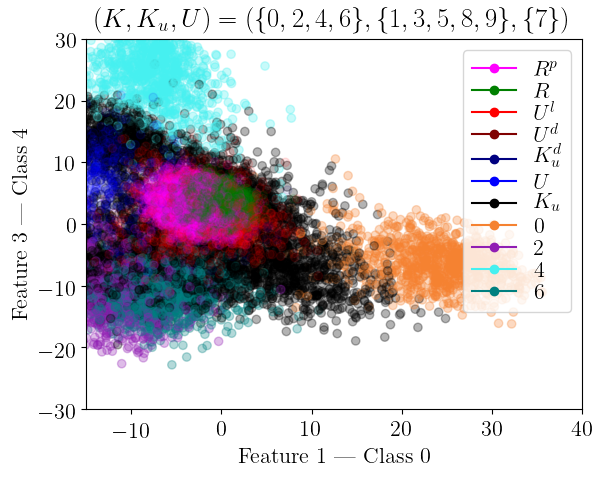 (K, K_u, U) = ({0, 2, 4, 6}, {1, 3, 5, 8, 9}, {7})
30
20
10
0
−10
−20
−30
Feature 3 — Class 4
R^p
R
U^l
U^d
K_u^d
U
K_u
0
2
4
6
−10
0
10
20
30
40
Feature 1 — Class 0